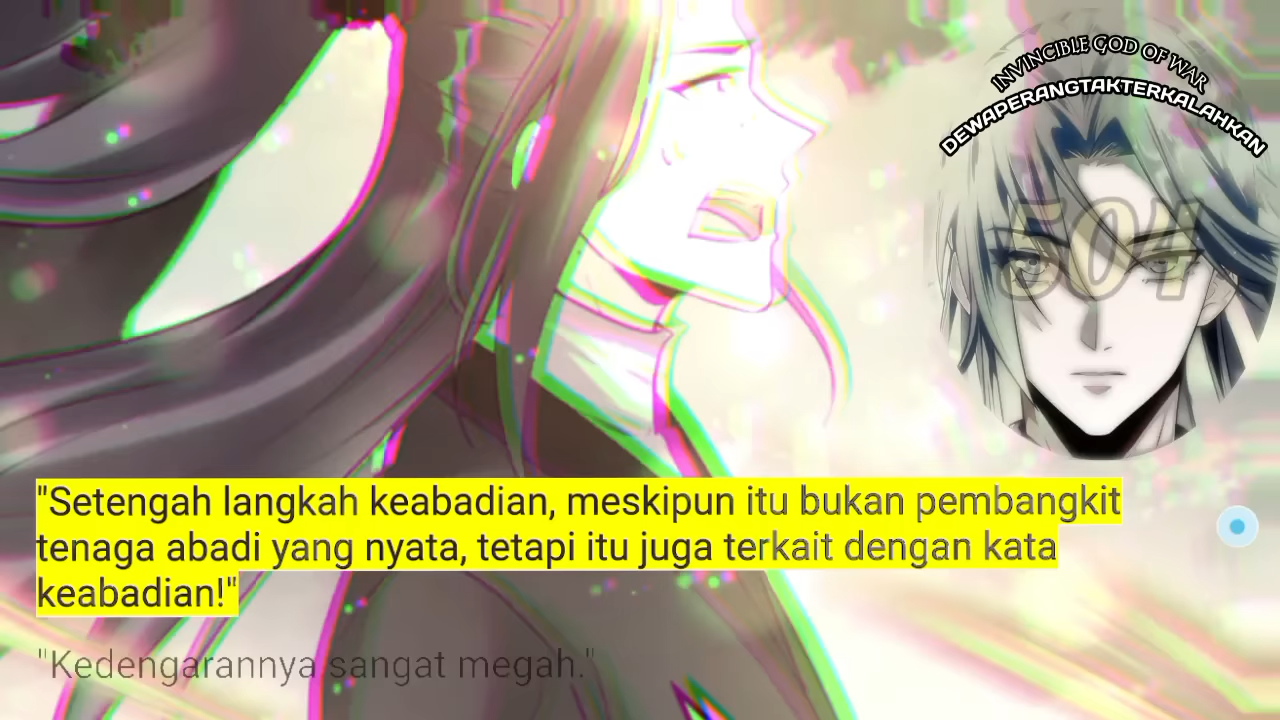 INVINCIBLE GOD OF WAR
DEWAPERANGTAKTERKALAHKAN
504
"Setengah langkah keabadian, meskipun itu bukan pembangkit
tenaga abadi yang nyata, tetapi itu juga terkait dengan kata
keabadian!"
"Kedengarannya sangat megah."